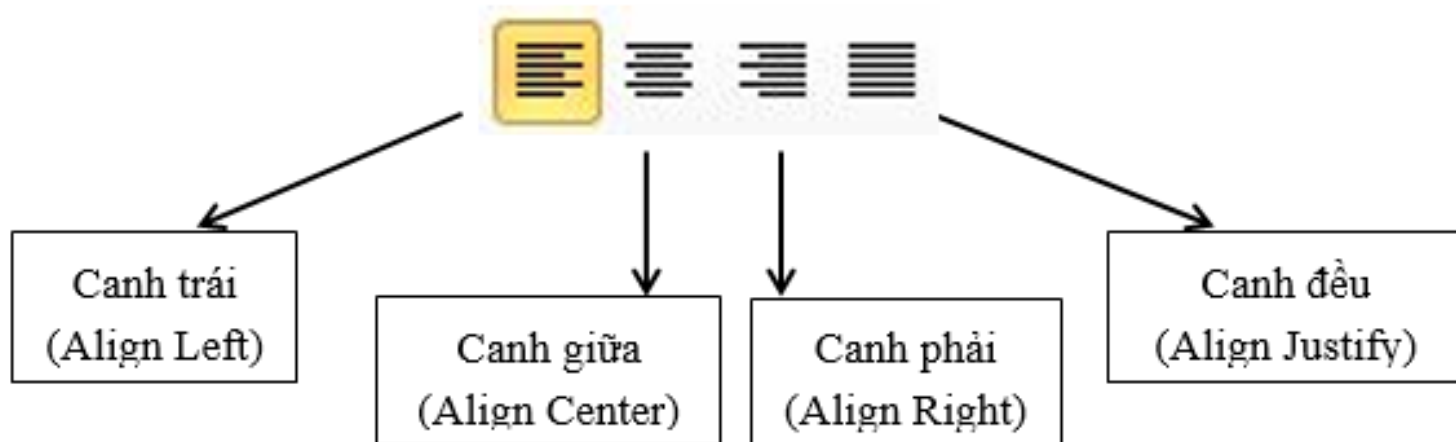 Canh trái
(Align Left)
Canh giữa
(Align Center)
Canh phải
(Align Right)
Canh đều
(Align Justify)